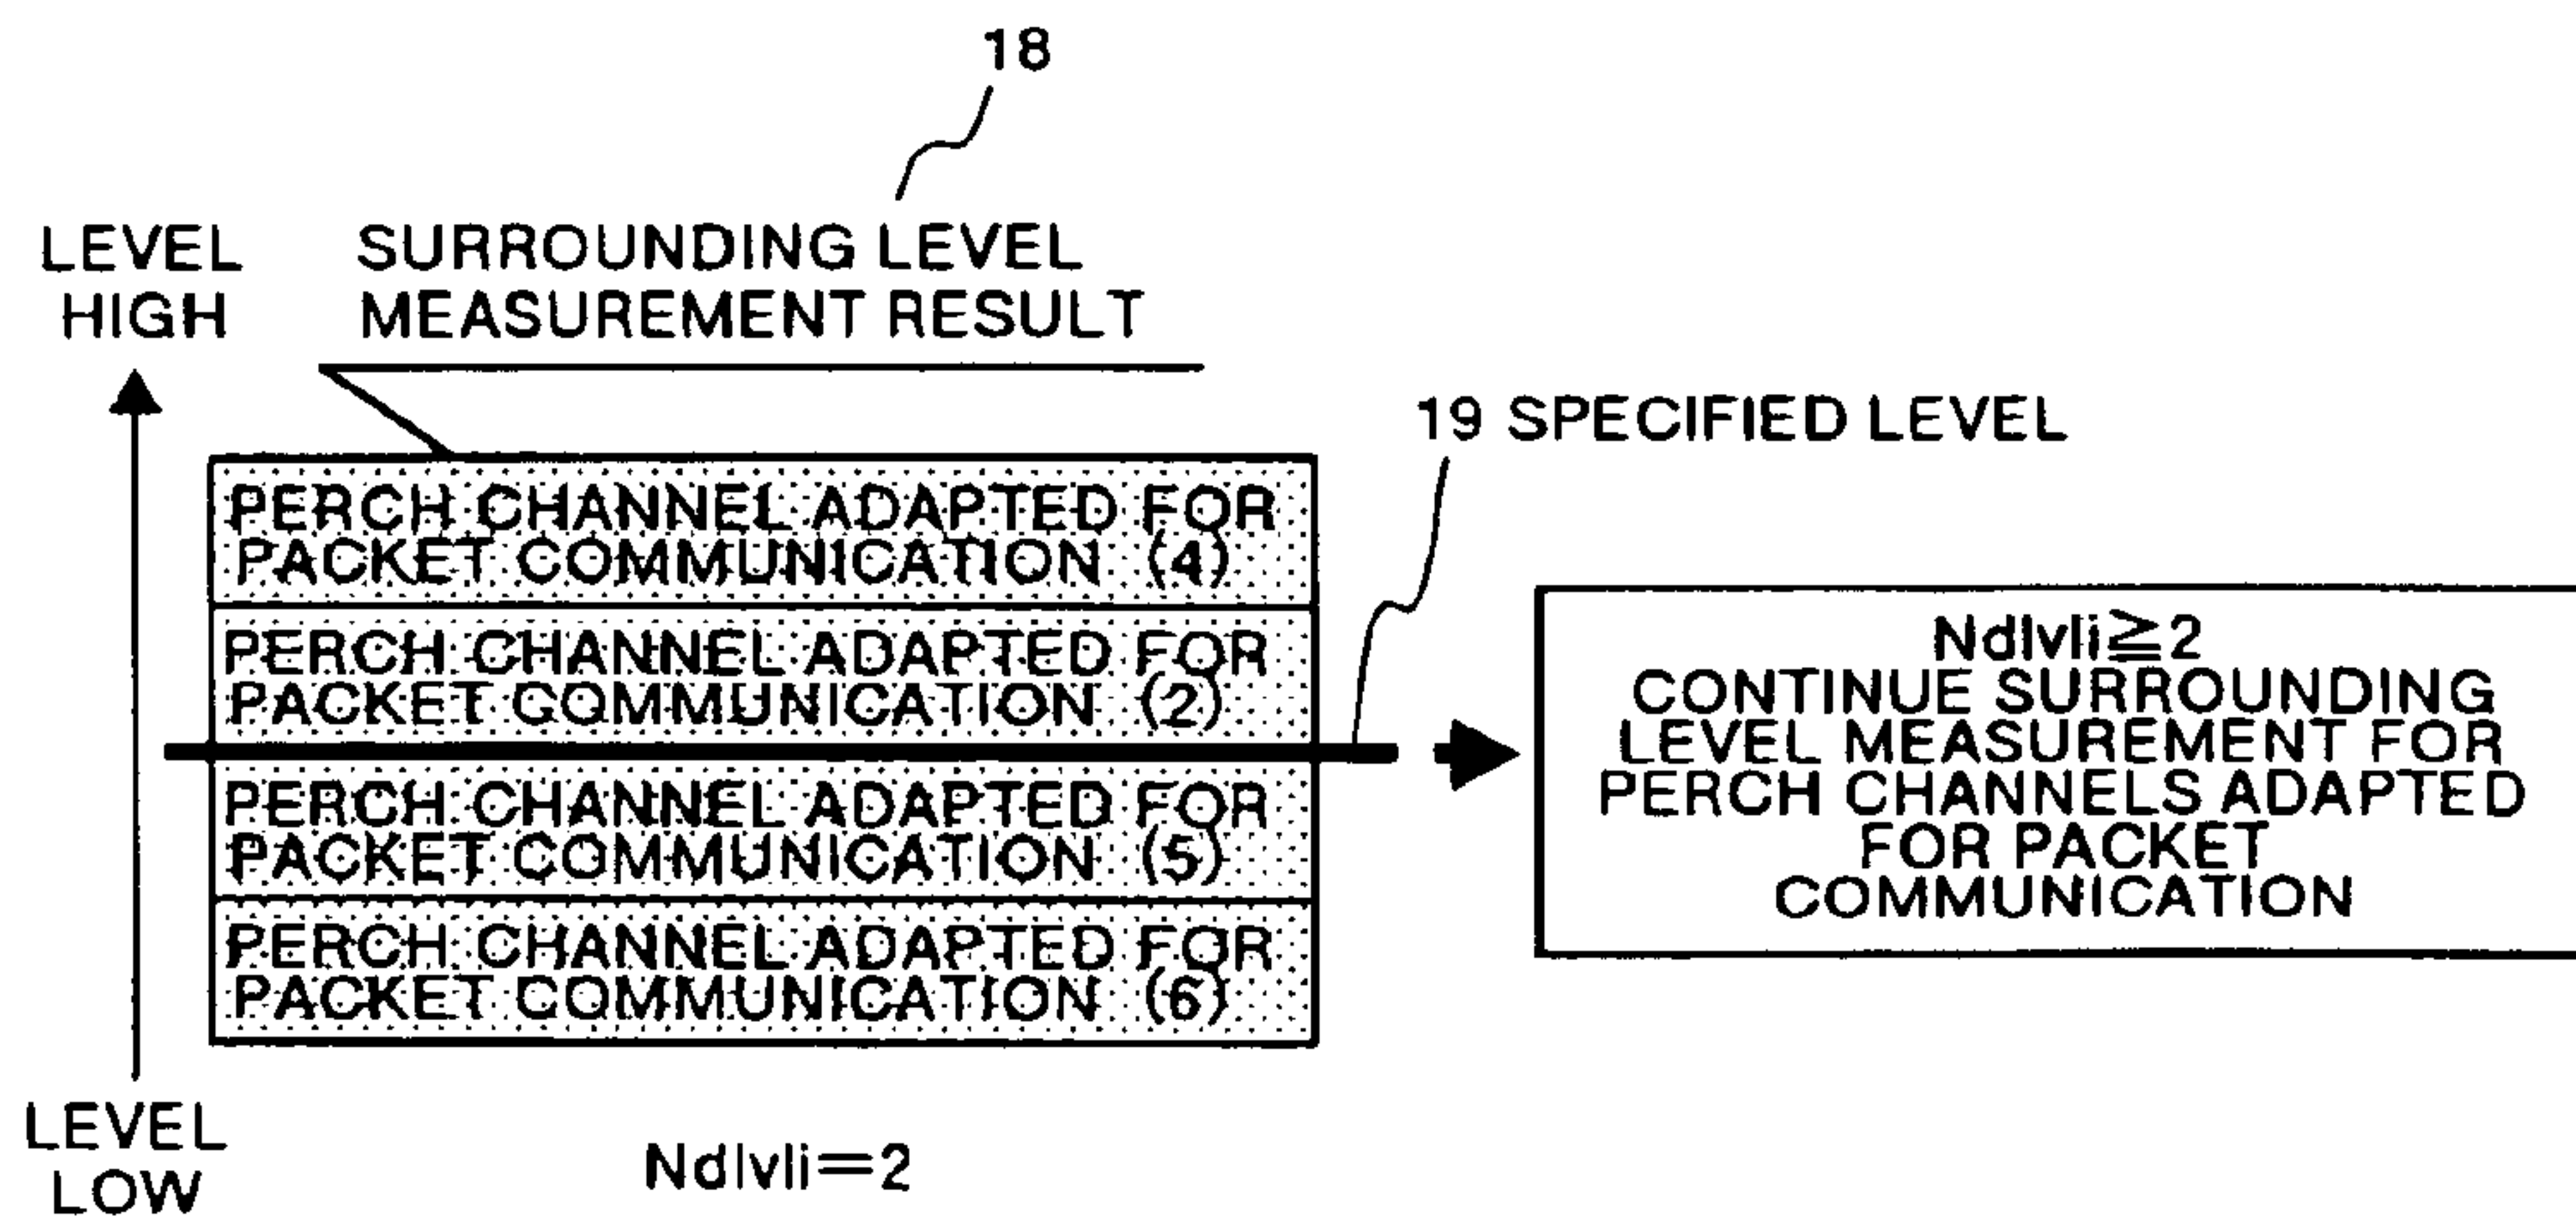 18
LEVEL
HIGH
SURROUNDING LEVEL
MEASUREMENT RESULT
19 SPECIFIED LEVEL
PERCH CHANNEL ADAPTED FOR
PACKET COMMUNICATION (4)
PERCH CHANNEL ADAPTED FOR
PACKET COMMUNICATION (2)
PERCH CHANNEL ADAPTED FOR
PACKET COMMUNICATION (5)
PERCH CHANNEL ADAPTED FOR
PACKET COMMUNICATION (6)
Ndlvli≧2
CONTINUE SURROUNDING
LEVEL MEASUREMENT FOR
PERCH CHANNELS ADAPTED
FOR PACKET
COMMUNICATION
LEVEL
LOW
Ndlvli=2